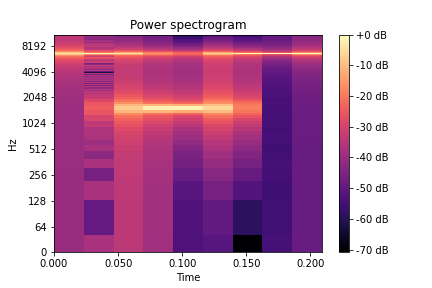 Power spectrogram
8192
4096
2048
1024
512
256
128
64
0
Hz
0.000 0.050 0.100 0.150 0.200
Time
+0 dB
-10 dB
-20 dB
-30 dB
-40 dB
-50 dB
-60 dB
-70 dB